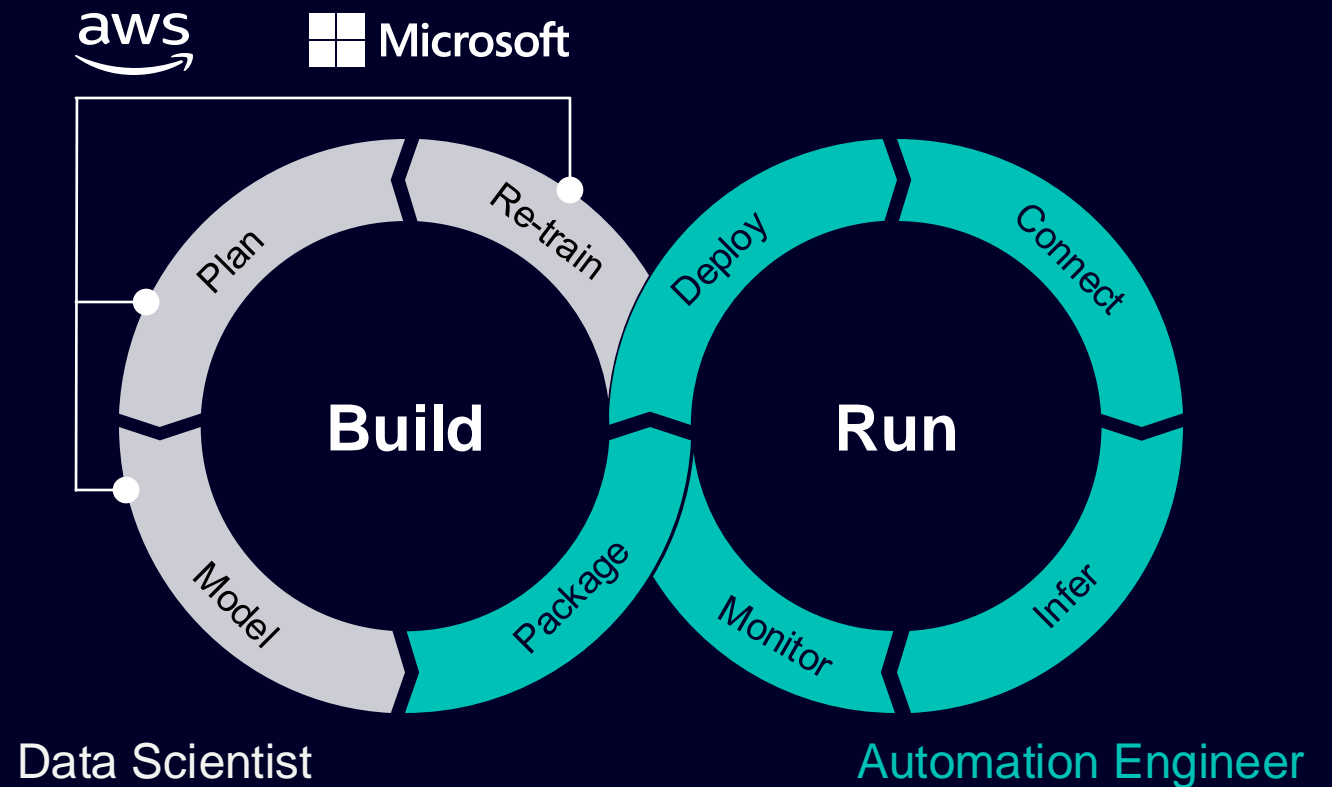 aws
Microsoft
Plan
Re-train
Deploy
Connect
Build
Run
Model
Package
Monitor
Infer
Data Scientist
Automation Engineer